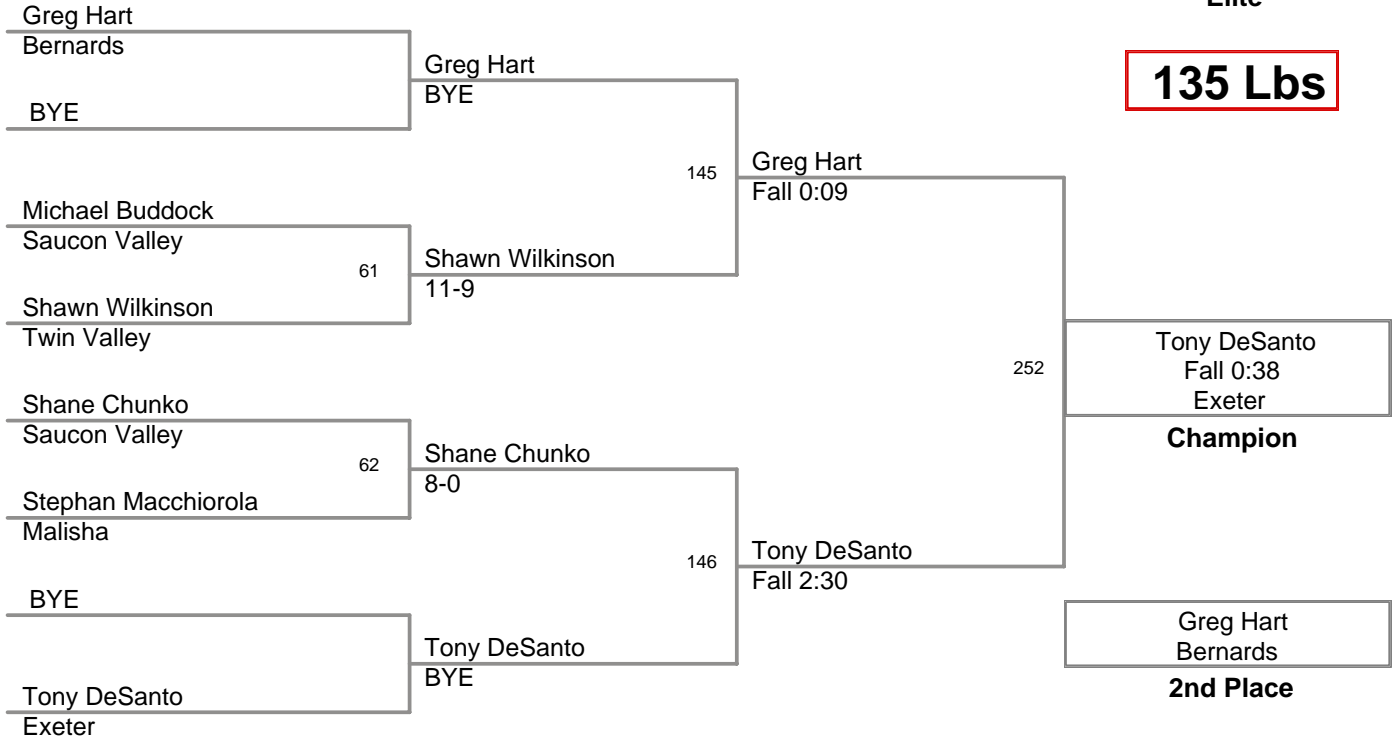 Elite
135 Lbs
Greg Hart
Bernards
BYE
Michael Buddock
Saucon Valley
61
Shawn Wilkinson
Twin Valley
Shane Chunko
Saucon Valley
62
Stephan Macchiorola
Malisha
BYE
Tony DeSanto
Exeter
Greg Hart
BYE
145
Shawn Wilkinson
11-9
Shane Chunko
8-0
146
Tony DeSanto
BYE
Greg Hart
Fall 0:09
252
Tony DeSanto
Fall 2:30
Tony DeSanto
Fall 0:38
Exeter
Champion
Greg Hart
Bernards
2nd Place